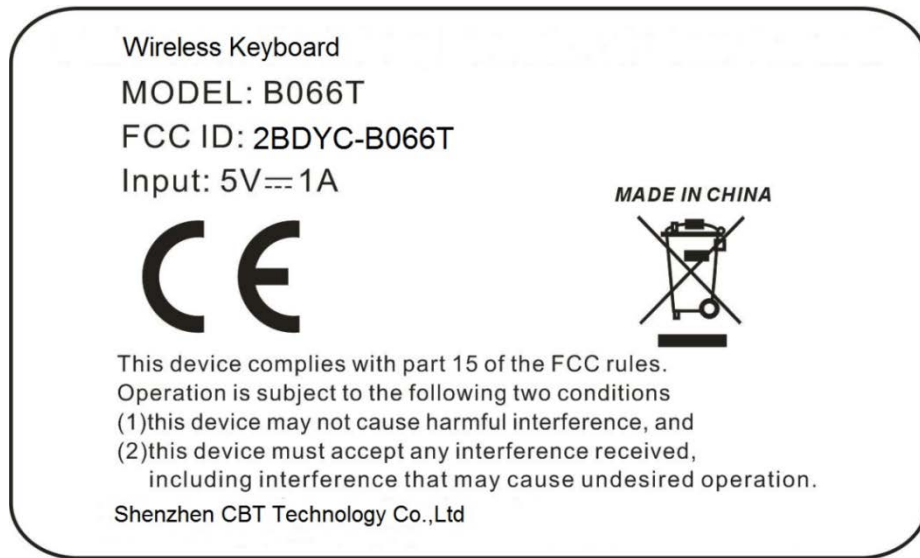 Wireless Keyboard
MODEL: B066T
FCC ID: 2BDYC-B066T
Input: 5V⎓1A
MADE IN CHINA
CE
This device complies with part 15 of the FCC rules.
Operation is subject to the following two conditions
(1)this device may not cause harmful interference, and
(2)this device must accept any interference received,
including interference that may cause undesired operation.
Shenzhen CBT Technology Co.,Ltd